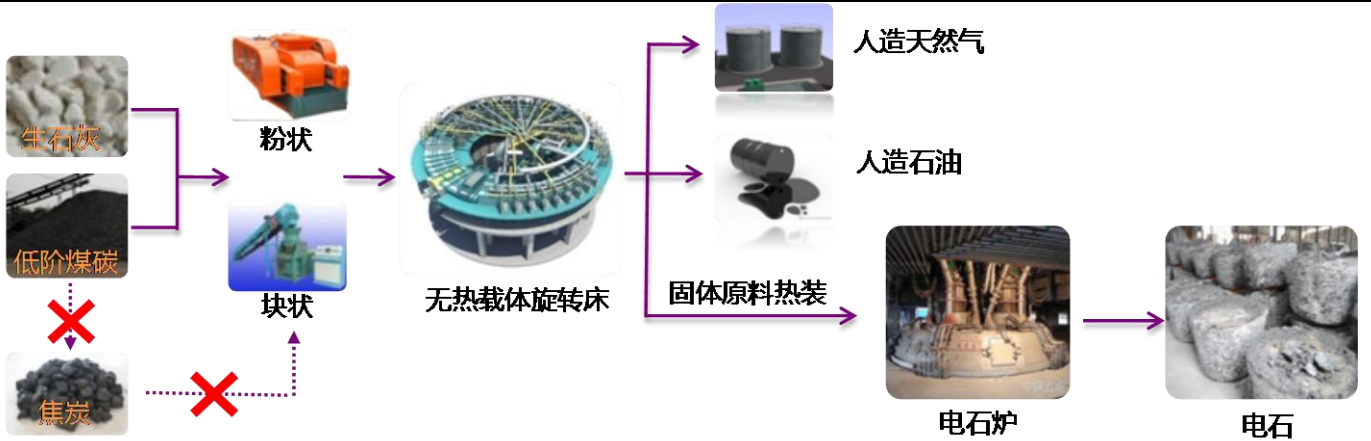 生石灰
低阶煤碳
焦炭
粉状
块状
无热载体旋转床
人造天然气
人造石油
固体原料热装
电石炉
电石